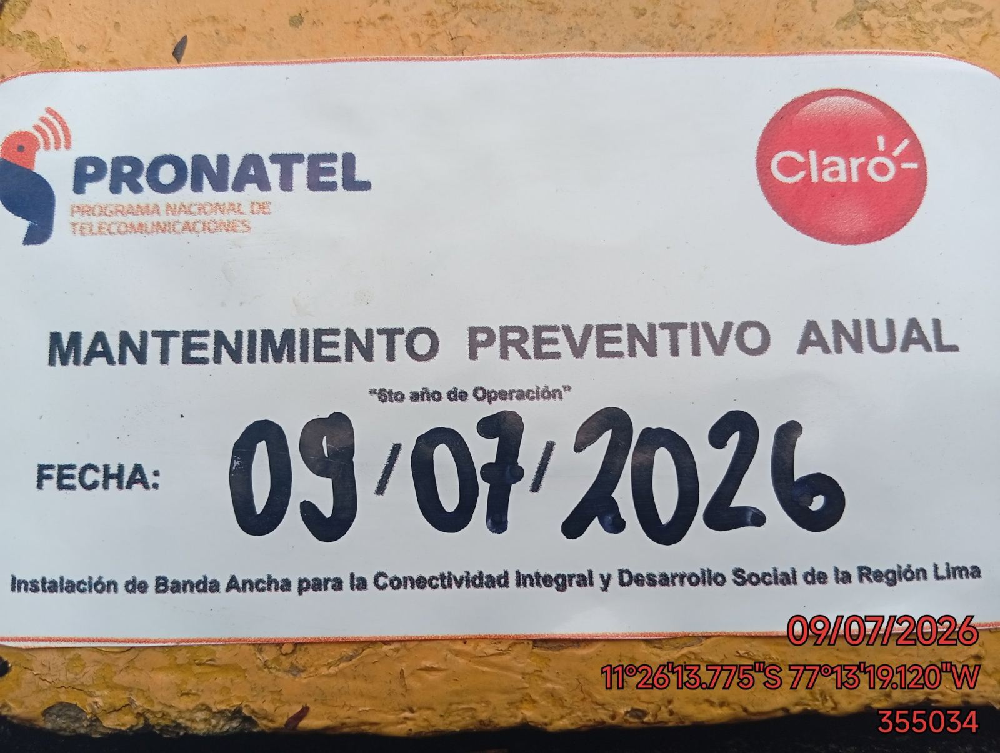 PRONATEL
PROGRAMA NACIONAL DE
TELECOMUNICACIONES
Claro
MANTENIMIENTO PREVENTIVO ANUAL
“6to año de Operación”
FECHA: 09/07/2026
Instalación de Banda Ancha para la Conectividad Integral y Desarrollo Social de la Región Lima
09/07/2026
11°26'13.775"S 77°13'19.120"W
355034